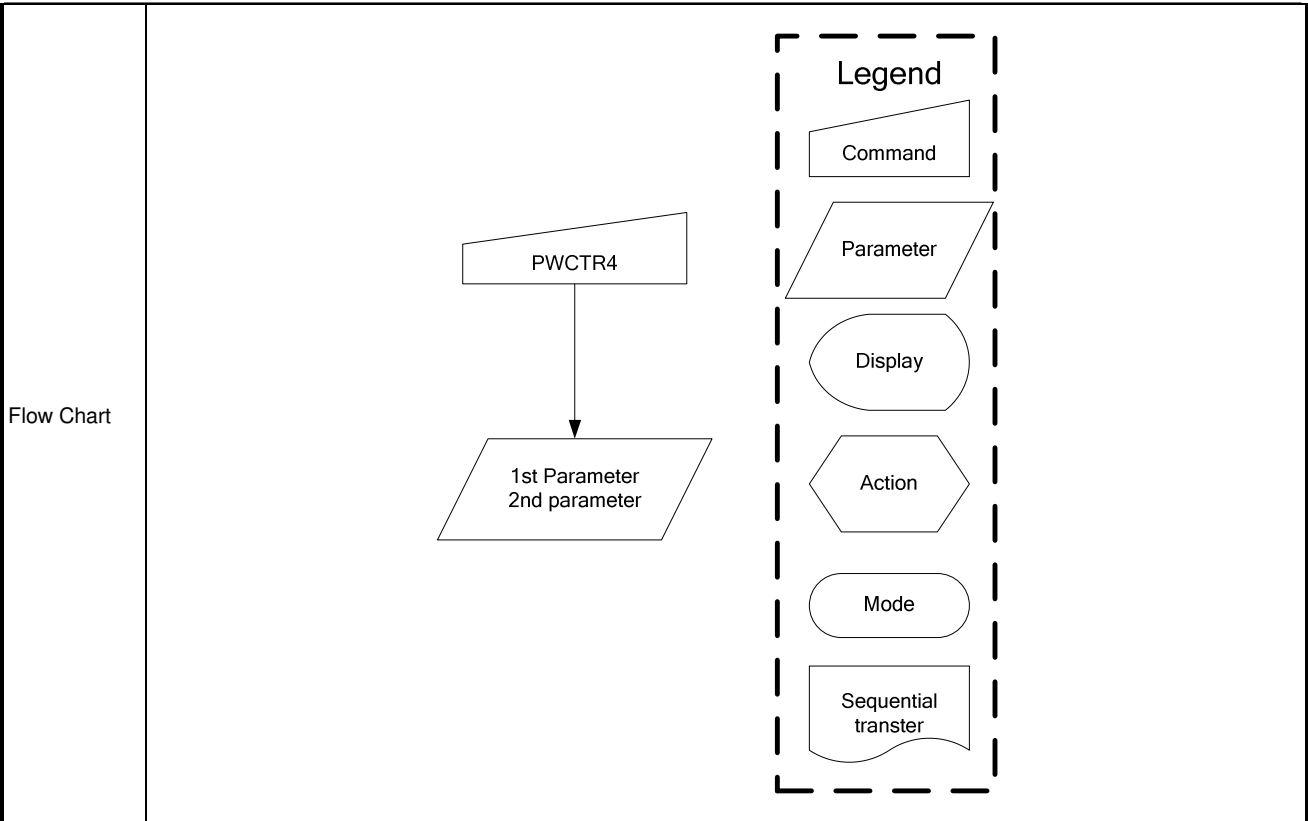 Flow Chart
PWCTR4
1st Parameter
2nd parameter
Legend
Command
Parameter
Display
Action
Mode
Sequential
transter